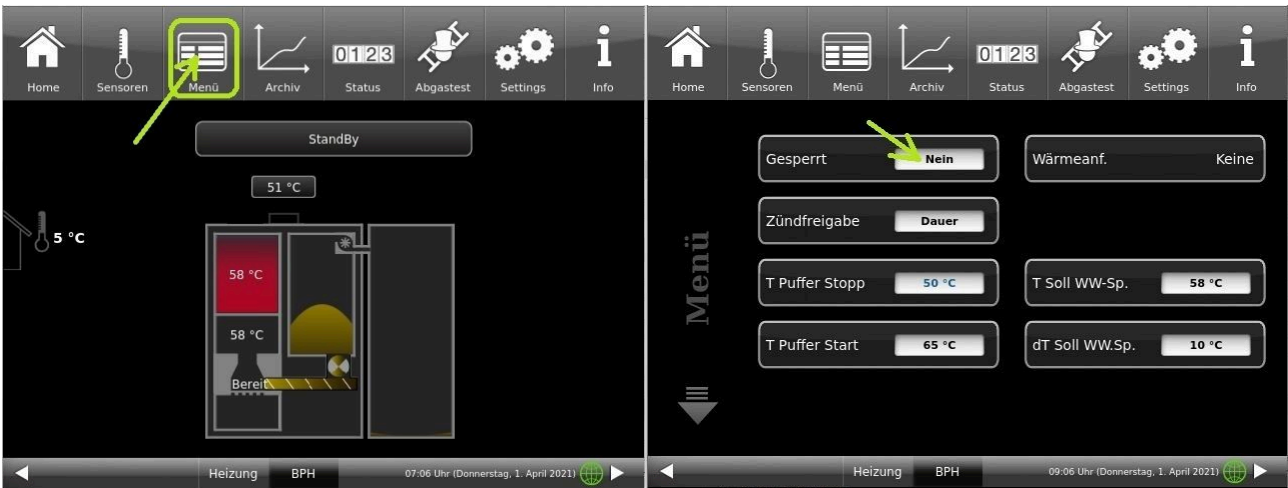 Home Sensoren Menü Archiv 0123 Status Abgastest Settings Info
StandBy
51 °C
5 °C
58 °C
58 °C
Bereit
Heizung BPH 07:06 Uhr (Donnerstag, 1. April 2021)
Home Sensoren Menü Archiv 0123 Status Abgastest Settings Info
Menü
Gesperrt Nein
Wärmeanf. Keine
Zündfreigabe Dauer
T Puffer Stopp 50 °C
T Soll WW-Sp. 58 °C
T Puffer Start 65 °C
dT Soll WW.Sp. 10 °C
Heizung BPH 09:06 Uhr (Donnerstag, 1. April 2021)